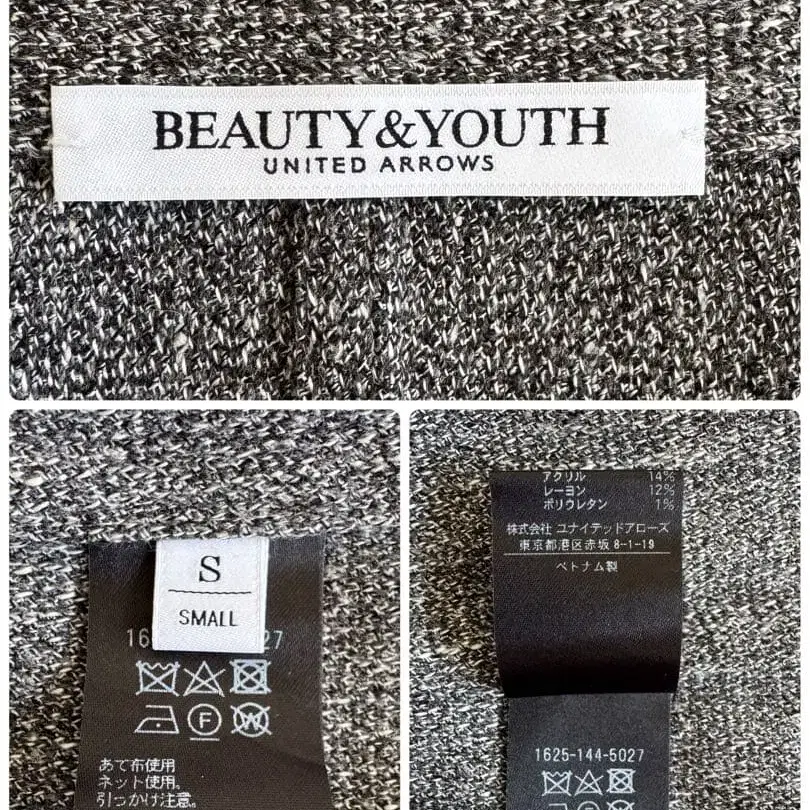 BEAUTY&YOUTH
UNITED ARROWS
S
SMALL
16 27
F
W
あて布使用
ネット使用。
引っかけ注意。
アクリル 14%
レーヨン 12%
ポリウレタン 1%
株式会社 ユナイテッドアローズ
東京都港区赤坂 8-1-19
ベトナム製
1625-144-5027